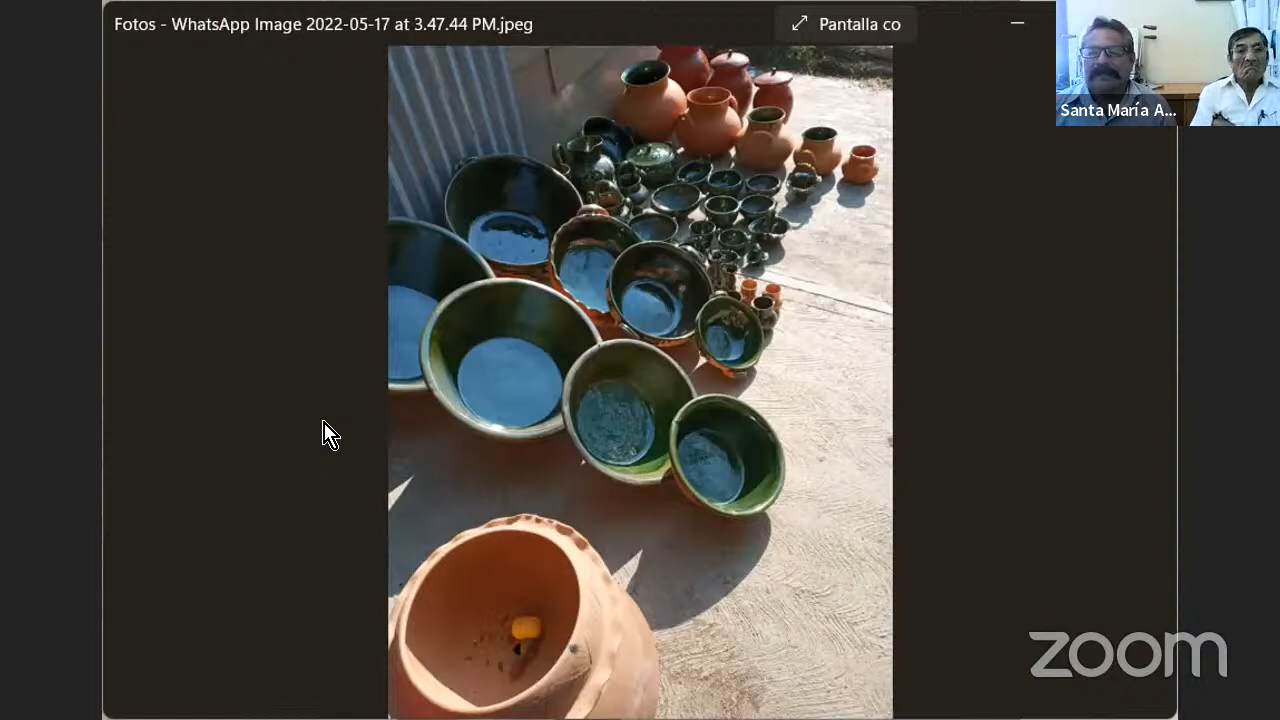 Fotos - WhatsApp Image 2022-05-17 at 3.47.44 PM.jpeg
Pantalla co
Santa María A...
zoom